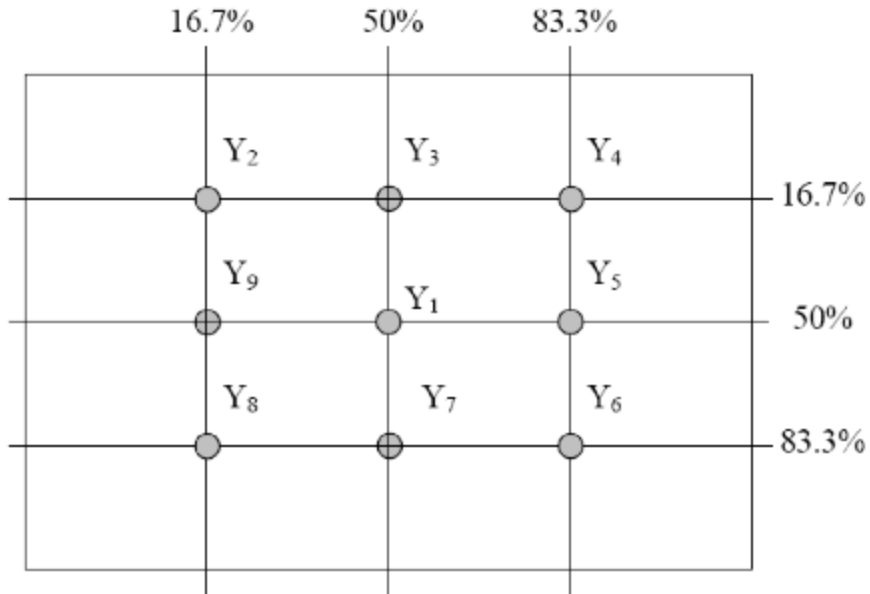 16.7% 50% 83.3%
Y₂ Y₃ Y₄
16.7%
Y₉ Y₁ Y₅
50%
Y₈ Y₇ Y₆
83.3%